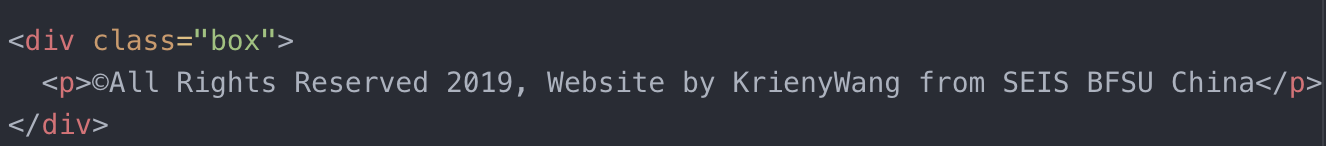 <div class="box">
  <p>©All Rights Reserved 2019, Website by KrienyWang from SEIS BFSU China</p>
</div>